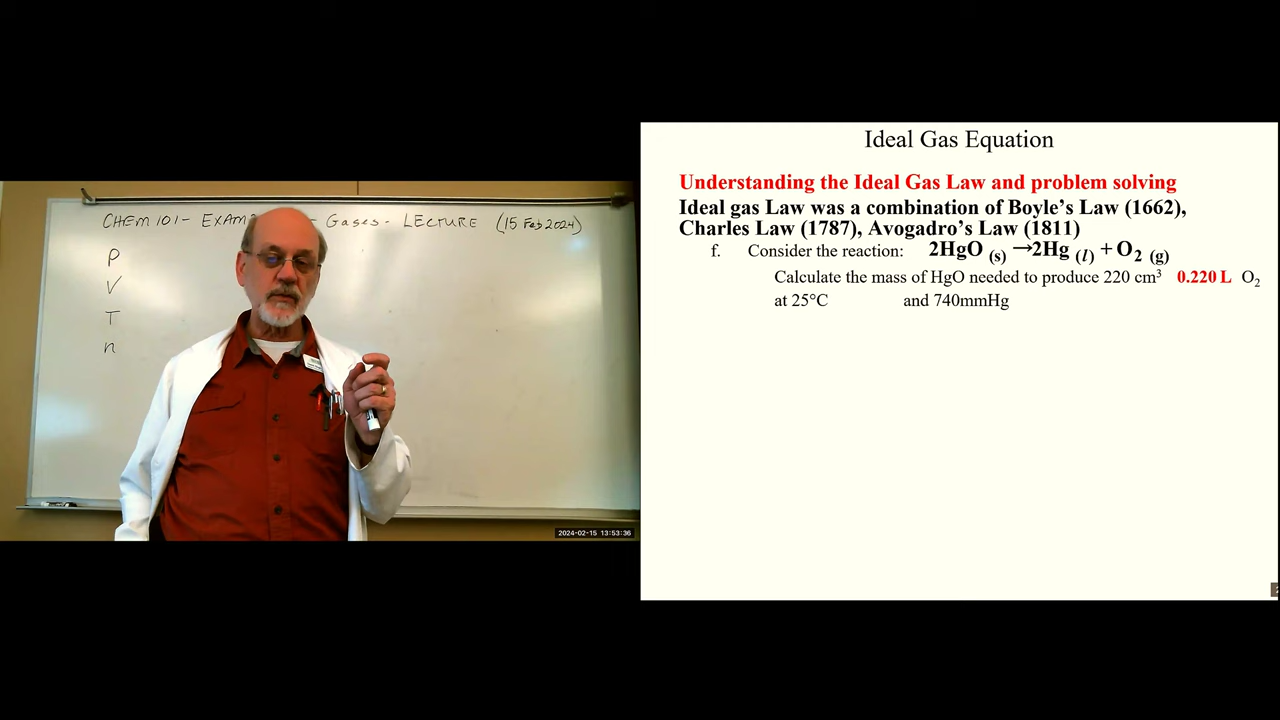 CHEM 101 - EXAM - Gases - LECTURE (15 Feb 2024)
P
V
T
n
2024-02-15 13:53:36
Ideal Gas Equation
Understanding the Ideal Gas Law and problem solving
Ideal gas Law was a combination of Boyle’s Law (1662),
Charles Law (1787), Avogadro’s Law (1811)
f. Consider the reaction: 2HgO (s) →2Hg (l) + O2 (g)
Calculate the mass of HgO needed to produce 220 cm³ 0.220 L O2
at 25°C and 740mmHg